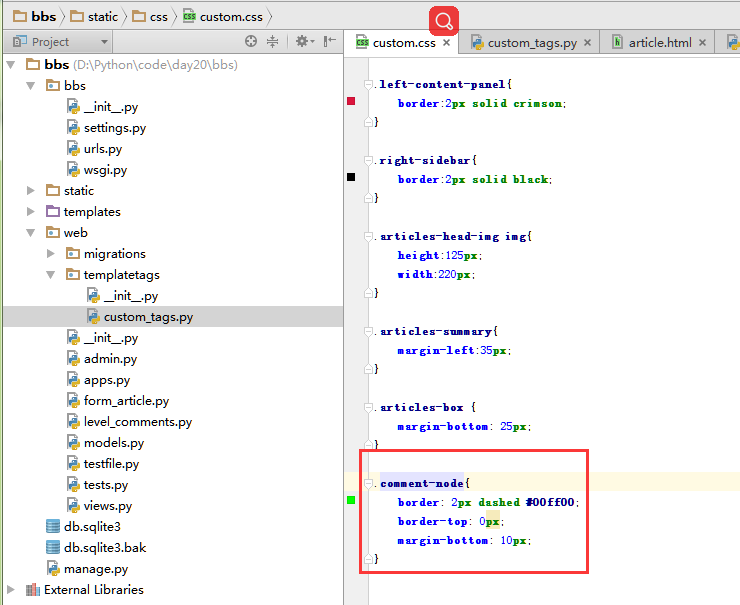 bbs static css custom.css
Project
custom.css custom_tags.py article.html
bbs (D:\Python\code\day20\bbs)
bbs
__init__.py
settings.py
urls.py
wsgi.py
static
templates
web
migrations
templatetags
__init__.py
custom_tags.py
__init__.py
admin.py
apps.py
form_article.py
level_comments.py
models.py
testfile.py
tests.py
views.py
db.sqlite3
db.sqlite3.bak
manage.py
External Libraries
.left-content-panel{
border:2px solid crimson;
}
.right-sidebar{
border:2px solid black;
}
.articles-head-img img{
height:125px;
width:220px;
}
.articles-summary{
margin-left:35px;
}
.articles-box {
margin-bottom: 25px;
}
.comment-node{
border: 2px dashed #00ff00;
border-top: 0px;
margin-bottom: 10px;
}